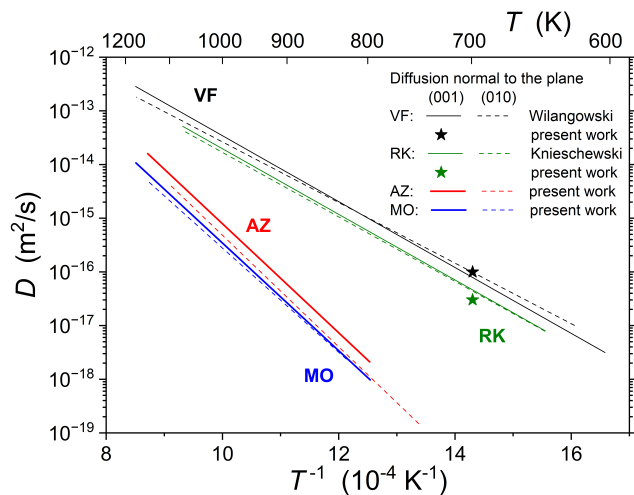 T (K)
1200 1000 900 800 700 600
10⁻¹²
10⁻¹³
10⁻¹⁴
10⁻¹⁵
10⁻¹⁶
10⁻¹⁷
10⁻¹⁸
10⁻¹⁹
D (m²/s)
Diffusion normal to the plane
(001) (010)
VF: Wilangowski
★ present work
RK: Knieschewski
★ present work
AZ: present work
MO: present work
VF
AZ
RK
MO
8 10 12 14 16
T⁻¹ (10⁻⁴ K⁻¹)